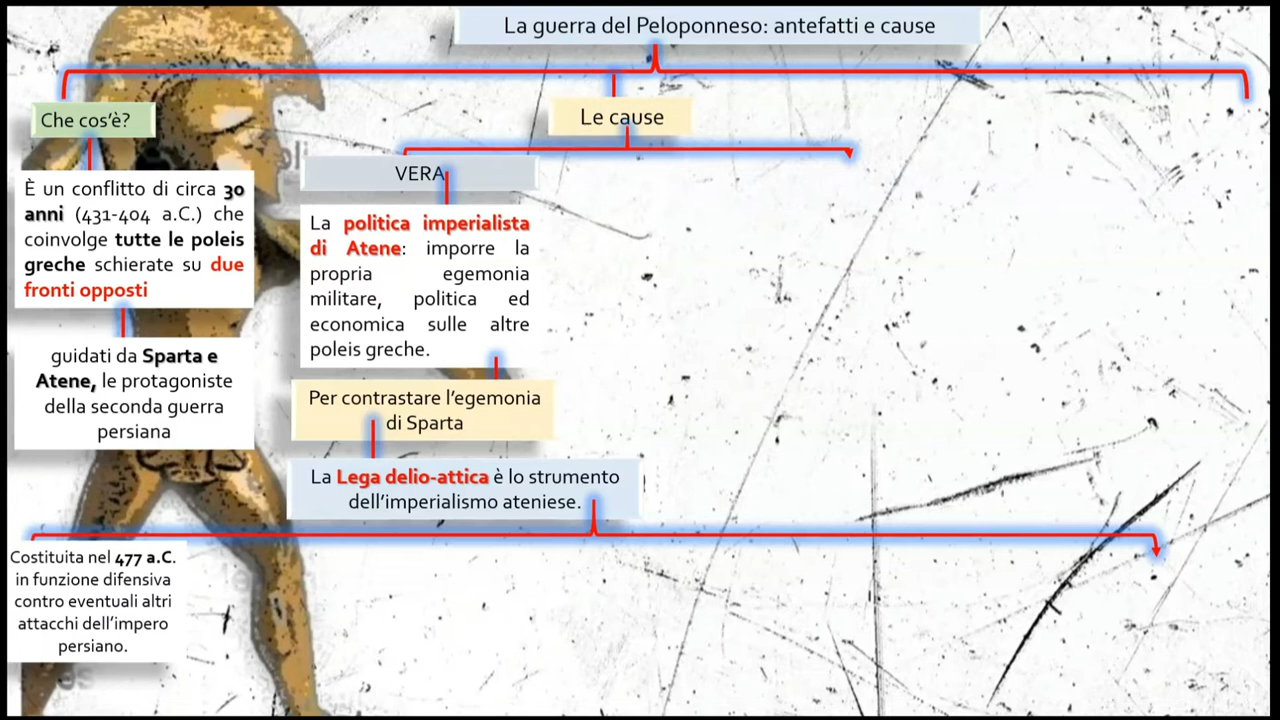 La guerra del Peloponneso: antefatti e cause
Che cos'è?
È un conflitto di circa 30
anni (431-404 a.C.) che
coinvolge tutte le poleis
greche schierate su due
fronti opposti
guidati da Sparta e
Atene, le protagoniste
della seconda guerra
persiana
Le cause
VERA
La politica imperialista
di Atene: imporre la
propria egemonia
militare, politica ed
economica sulle altre
poleis greche.
Per contrastare l'egemonia
di Sparta
La Lega delio-attica è lo strumento
dell'imperialismo ateniese.
Costituita nel 477 a.C.
in funzione difensiva
contro eventuali altri
attacchi dell'impero
persiano.